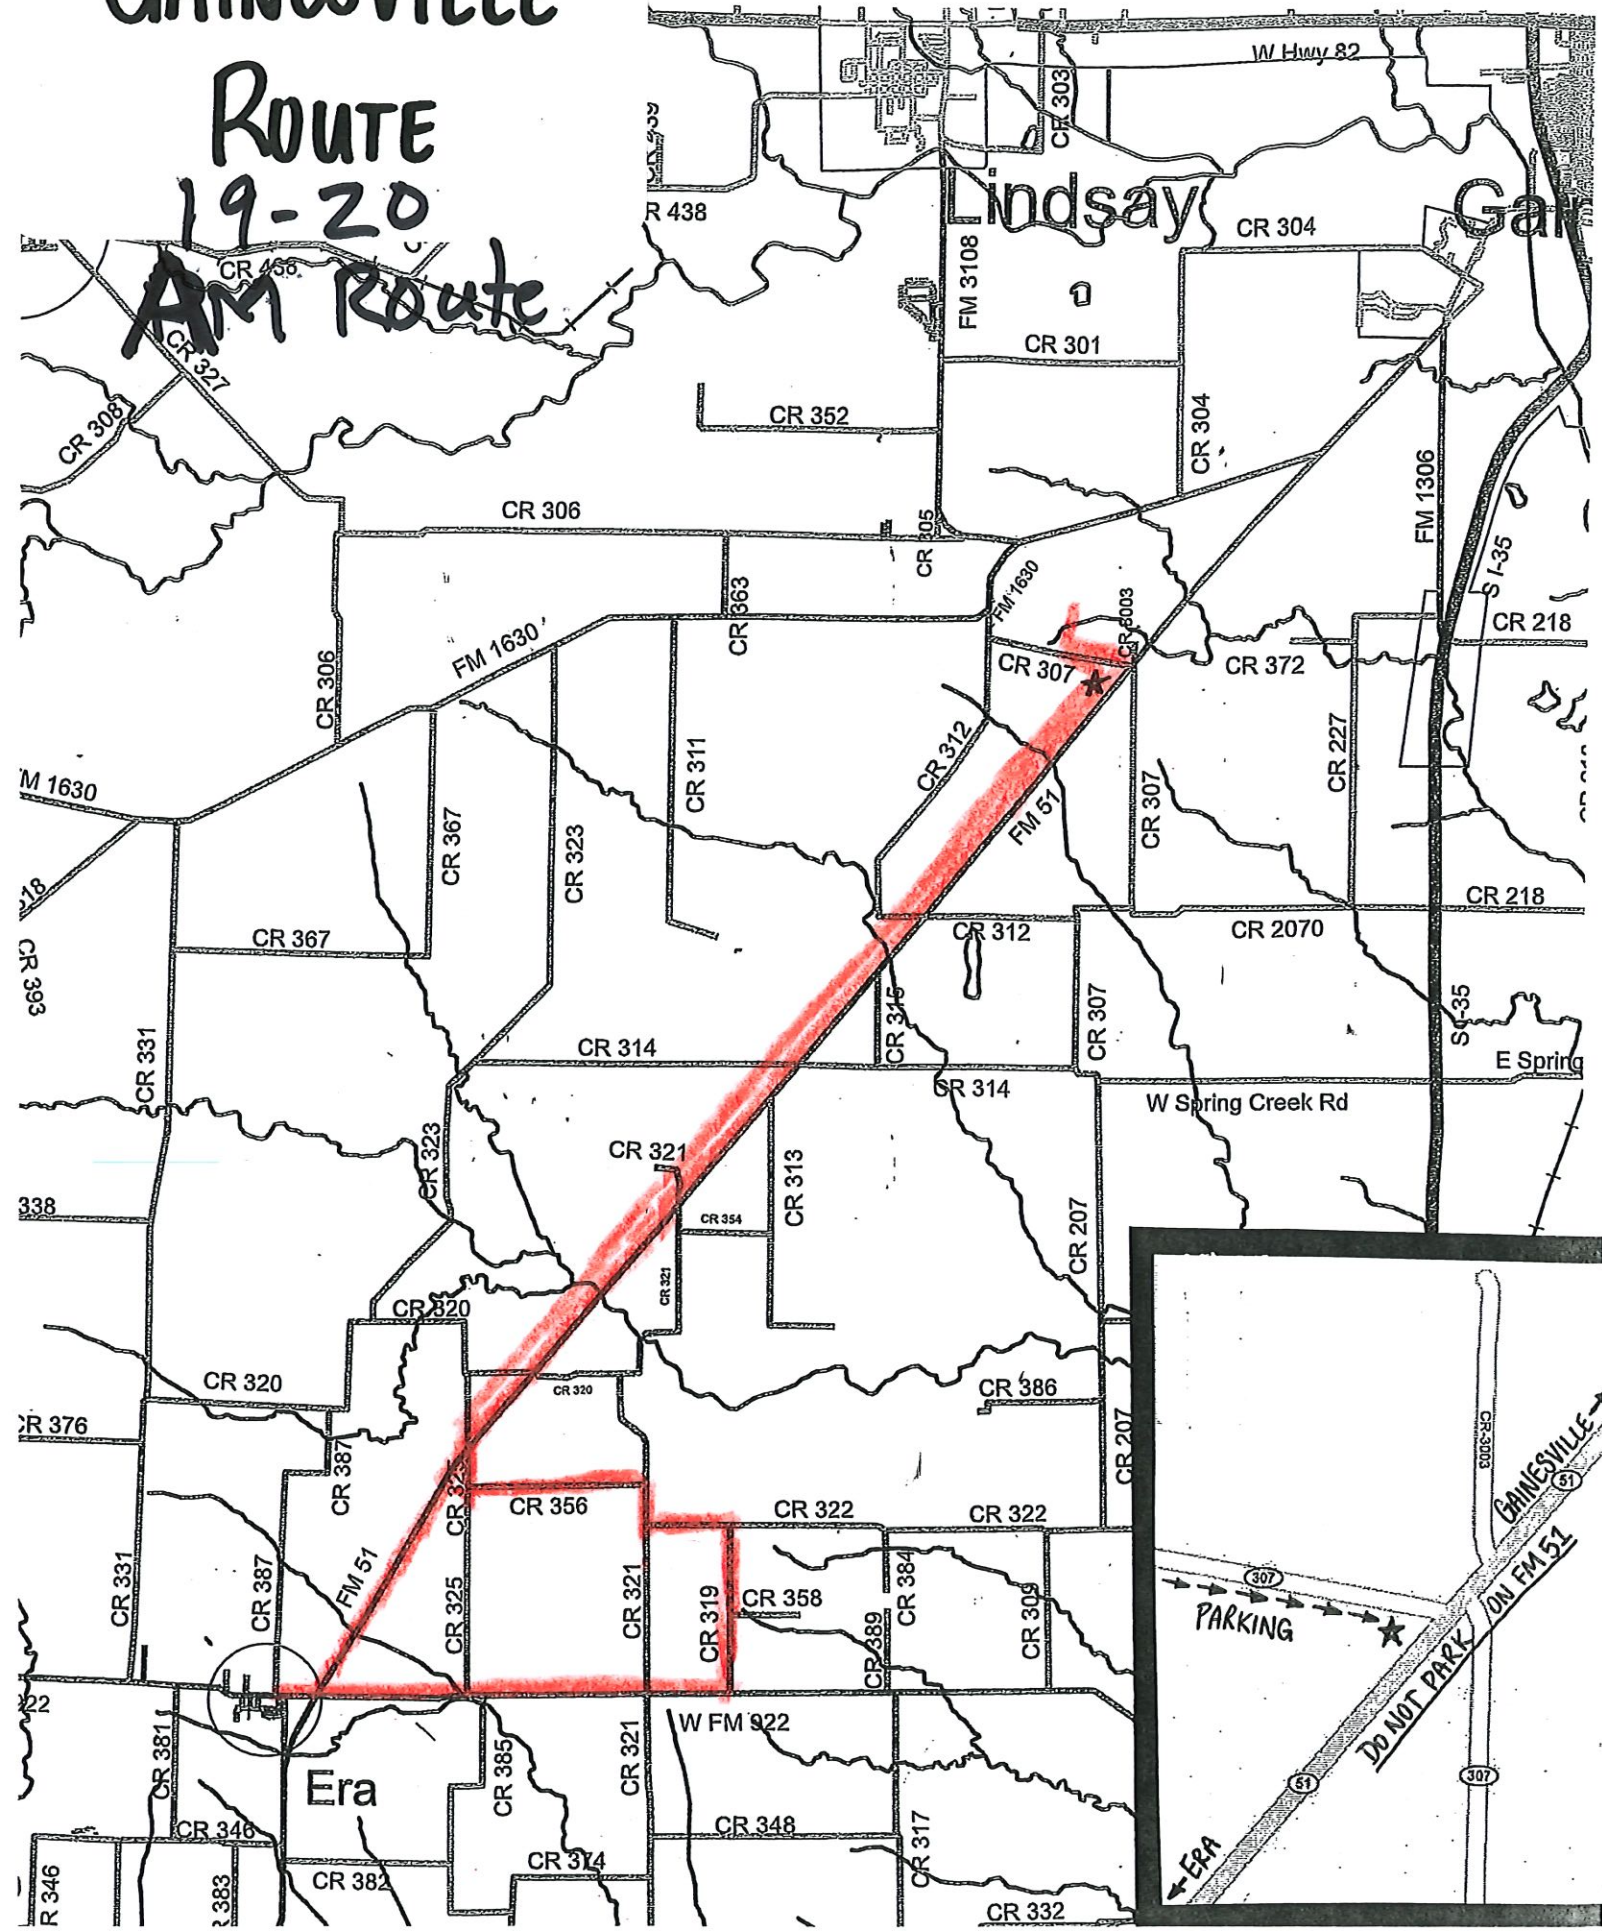 GAINESVILLE
ROUTE
19-20
AM Route
W Hwy 82
CR 303
Lindsay
R 438
CR 304
CR 458
FM 3108
CR 301
CR 327
CR 352
CR 308
CR 304
FM 1306
CR 306
S I-35
FM 1630
CR 363
CR 3003
CR 218
CR 306
FM 1630
CR 307
CR 372
CR 311
CR 312
CR 227
M 1630
FM 51
CR 307
CR 367
CR 323
CR 218
CR 367
CR 312
CR 2070
CR 393
CR 315
CR 307
CR 331
CR 314
CR 314
E Spring
W Spring Creek Rd
CR 321
CR 323
CR 313
338
CR 354
CR 207
CR 321
CR 320
CR 320
CR 320
CR 386
CR 376
CR 387
CR 207
CR 356
CR 322
CR 322
CR 331
CR 387
FM 51
CR 325
CR 321
CR 319
CR 358
CR 384
CR 389
CR 309
W FM 922
CR 381
CR 385
CR 321
Era
CR 346
CR 348
CR 317
CR 374
CR 382
R 346
R 383
CR 332
CR-3003
GAINESVILLE
51
307
PARKING
DO NOT PARK ON FM 51
51
307
ERA